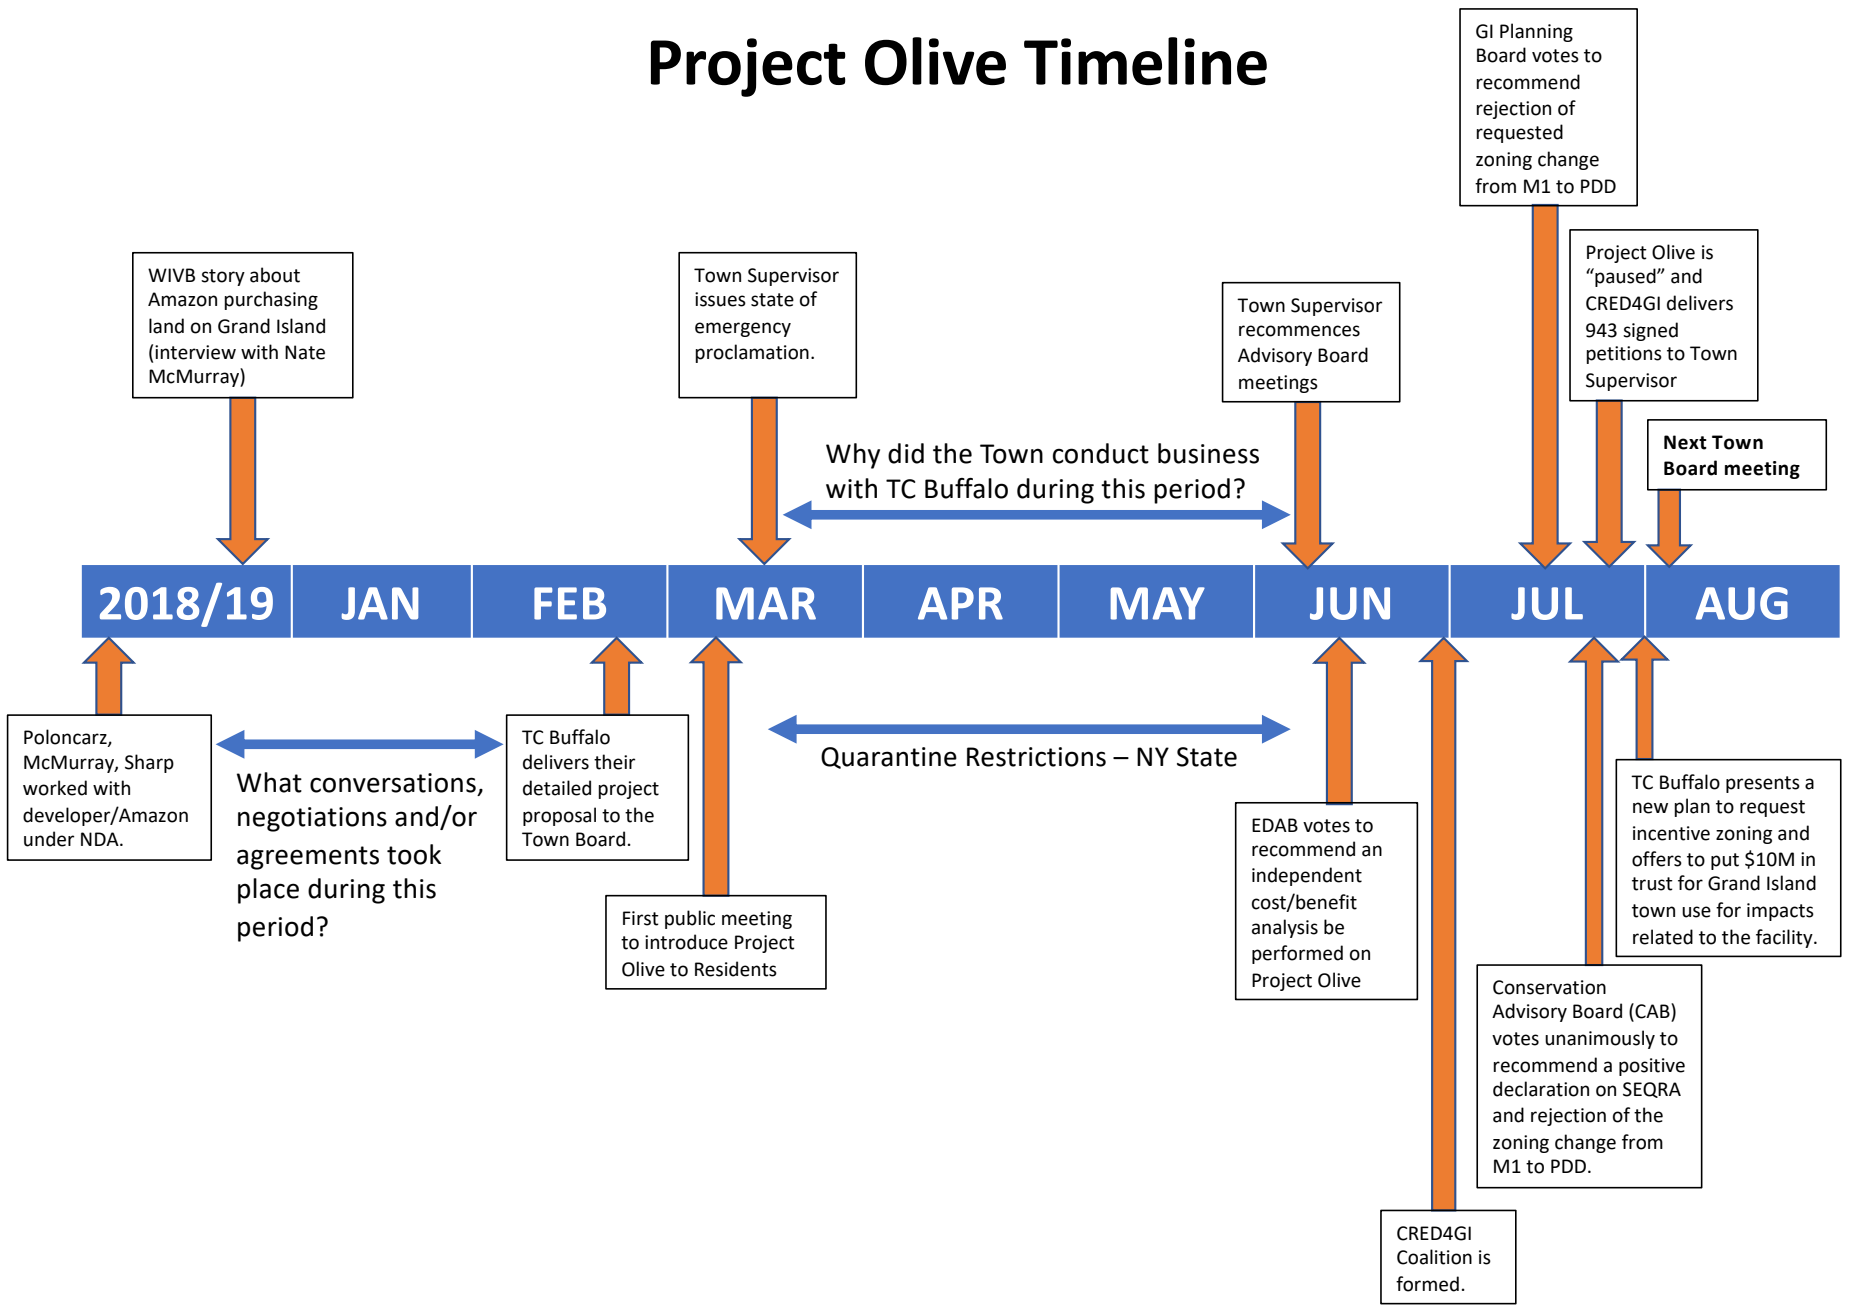 Project Olive Timeline
GI Planning
Board votes to
recommend
rejection of
requested
zoning change
from M1 to PDD
WIVB story about
Amazon purchasing
land on Grand Island
(interview with Nate
McMurray)
Town Supervisor
issues state of
emergency
proclamation.
Town Supervisor
recommences
Advisory Board
meetings
Project Olive is
“paused” and
CRED4GI delivers
943 signed
petitions to Town
Supervisor
Next Town
Board meeting
Why did the Town conduct business
with TC Buffalo during this period?
2018/19
JAN
FEB
MAR
APR
MAY
JUN
JUL
AUG
Poloncarz,
McMurray, Sharp
worked with
developer/Amazon
under NDA.
What conversations,
negotiations and/or
agreements took
place during this
period?
TC Buffalo
delivers their
detailed project
proposal to the
Town Board.
First public meeting
to introduce Project
Olive to Residents
Quarantine Restrictions – NY State
EDAB votes to
recommend an
independent
cost/benefit
analysis be
performed on
Project Olive
CRED4GI
Coalition is
formed.
Conservation
Advisory Board (CAB)
votes unanimously to
recommend a positive
declaration on SEQRA
and rejection of the
zoning change from
M1 to PDD.
TC Buffalo presents a
new plan to request
incentive zoning and
offers to put $10M in
trust for Grand Island
town use for impacts
related to the facility.